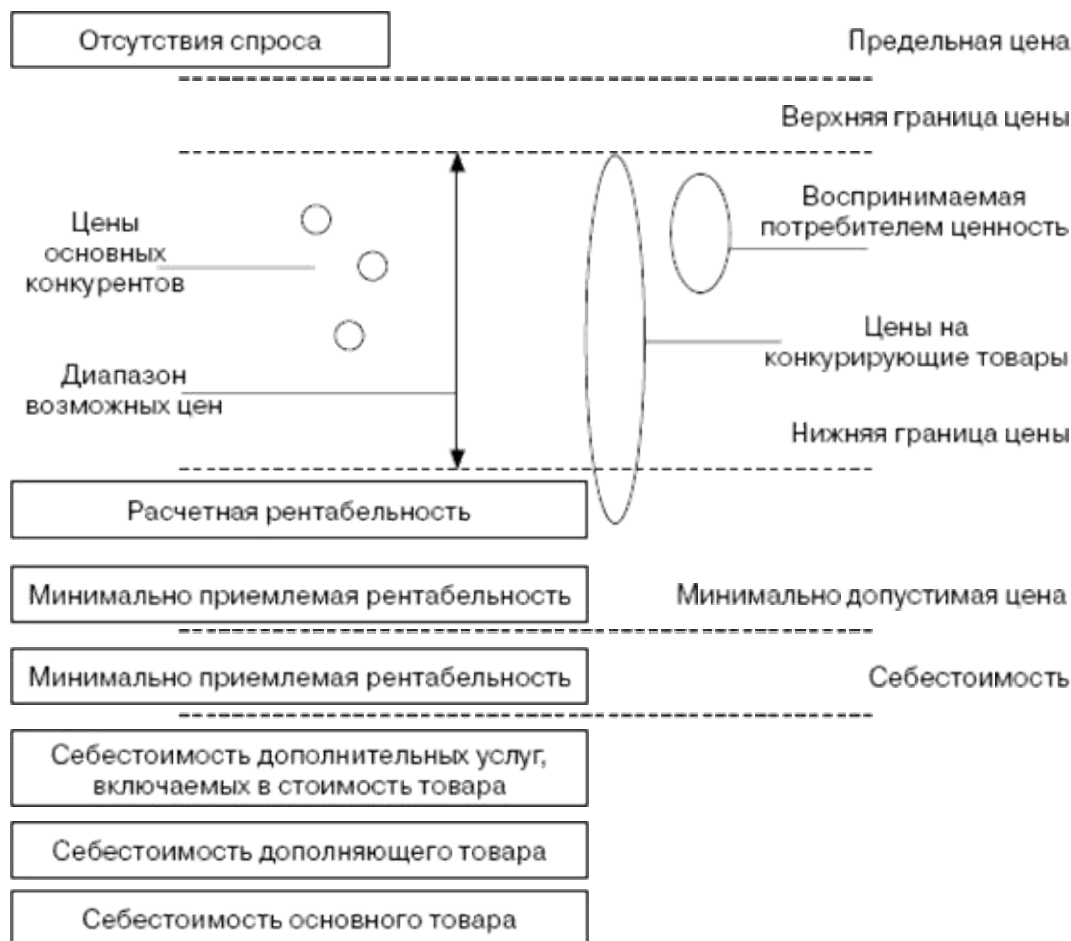 Отсутствия спроса
Предельная цена
Верхняя граница цены
Воспринимаемая
потребителем ценность
Цены
основных
конкурентов
Цены на
конкурирующие товары
Диапазон
возможных цен
Нижняя граница цены
Расчетная рентабельность
Минимально приемлемая рентабельность
Минимально допустимая цена
Минимально приемлемая рентабельность
Себестоимость
Себестоимость дополнительных услуг,
включаемых в стоимость товара
Себестоимость дополняющего товара
Себестоимость основного товара